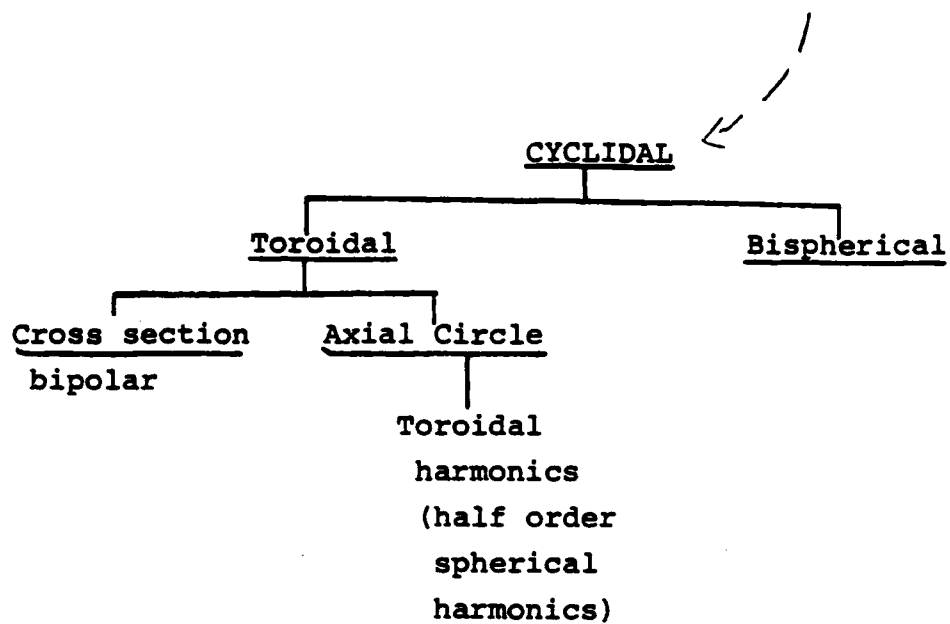 CYCLIDAL
Toroidal
Bispherical
Cross section
bipolar
Axial Circle
Toroidal
harmonics
(half order
spherical
harmonics)